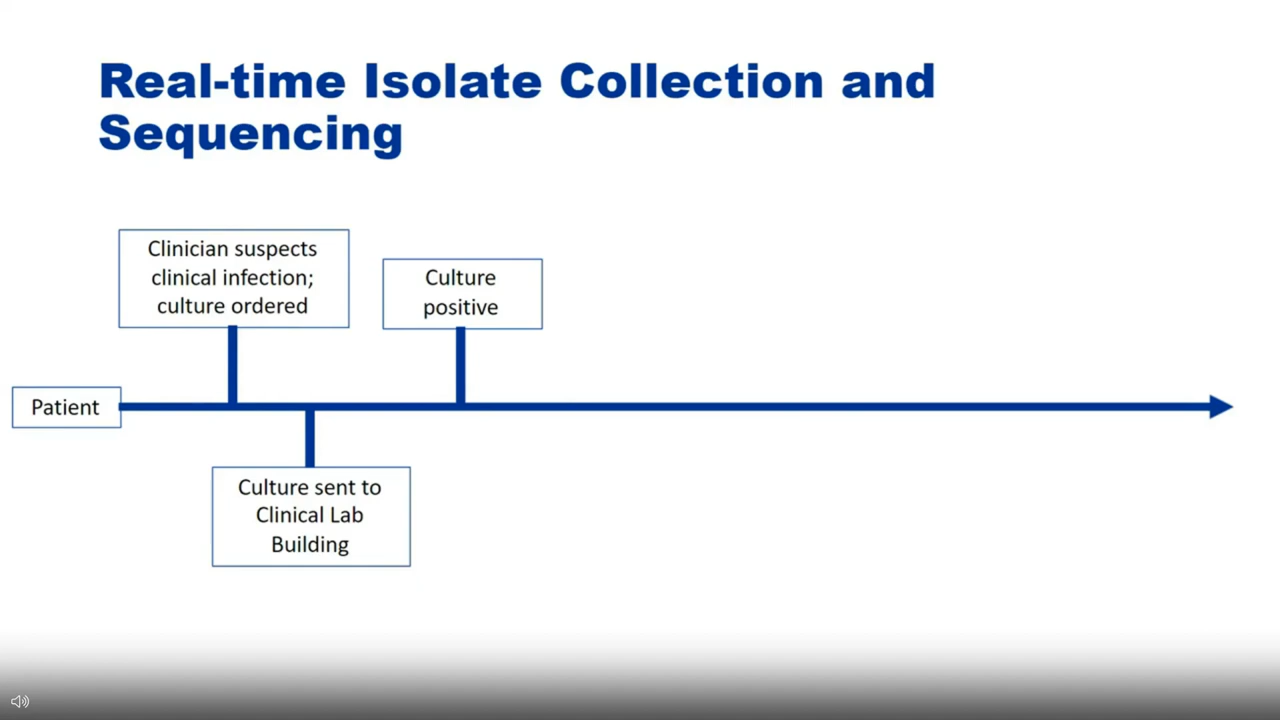 Real-time Isolate Collection and
Sequencing
Clinician suspects
clinical infection;
culture ordered
Culture
positive
Patient
Culture sent to
Clinical Lab
Building